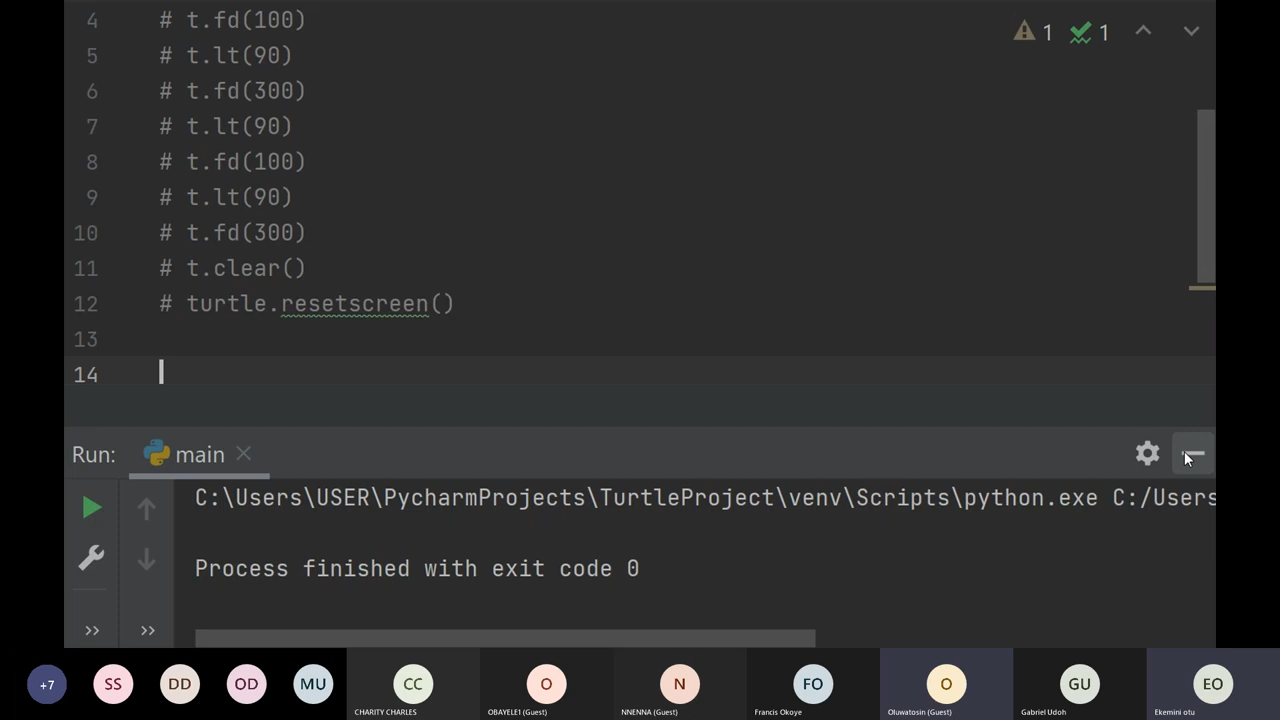 4 # t.fd(100)
1 1
5 # t.lt(90)
6 # t.fd(300)
7 # t.lt(90)
8 # t.fd(100)
9 # t.lt(90)
10 # t.fd(300)
11 # t.clear()
12 # turtle.resetscreen()
13
14
Run: main
C:\Users\USER\PycharmProjects\TurtleProject\venv\Scripts\python.exe C:/Users
Process finished with exit code 0
+7 SS DD OD MU CC O N FO O GU EO
CHARITY CHARLES OBAYELE1 (Guest) NNENNA (Guest) Francis Okoye Oluwatosin (Guest) Gabriel Udoh Ekemini otu